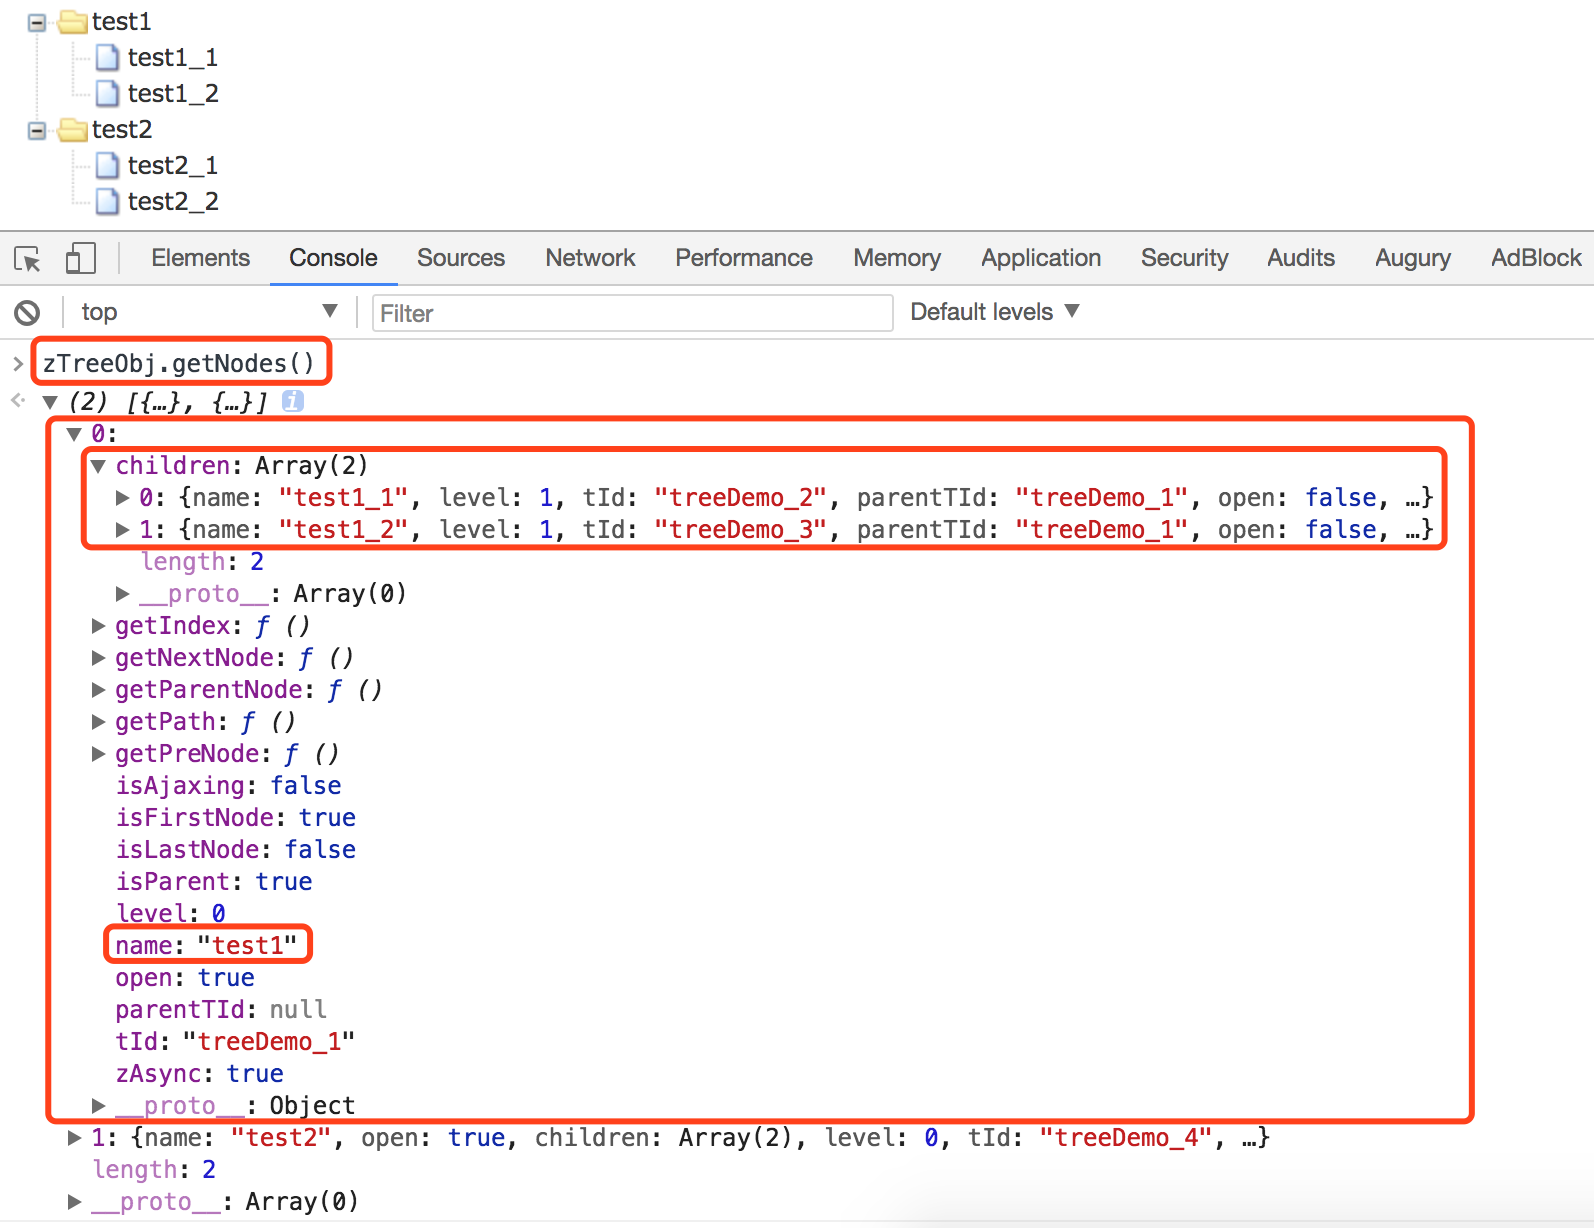 test1
test1_1
test1_2
test2
test2_1
test2_2
Elements Console Sources Network Performance Memory Application Security Audits Augury AdBlock
top ▼ Filter Default levels ▼
> zTreeObj.getNodes()
<· ▼ (2) [{…}, {…}] i
▼ 0:
▼ children: Array(2)
▶ 0: {name: "test1_1", level: 1, tId: "treeDemo_2", parentTId: "treeDemo_1", open: false, …}
▶ 1: {name: "test1_2", level: 1, tId: "treeDemo_3", parentTId: "treeDemo_1", open: false, …}
length: 2
▶ __proto__: Array(0)
▶ getIndex: ƒ ()
▶ getNextNode: ƒ ()
▶ getParentNode: ƒ ()
▶ getPath: ƒ ()
▶ getPreNode: ƒ ()
isAjaxing: false
isFirstNode: true
isLastNode: false
isParent: true
level: 0
name: "test1"
open: true
parentTId: null
tId: "treeDemo_1"
zAsync: true
▶ __proto__: Object
▶ 1: {name: "test2", open: true, children: Array(2), level: 0, tId: "treeDemo_4", …}
length: 2
▶ __proto__: Array(0)